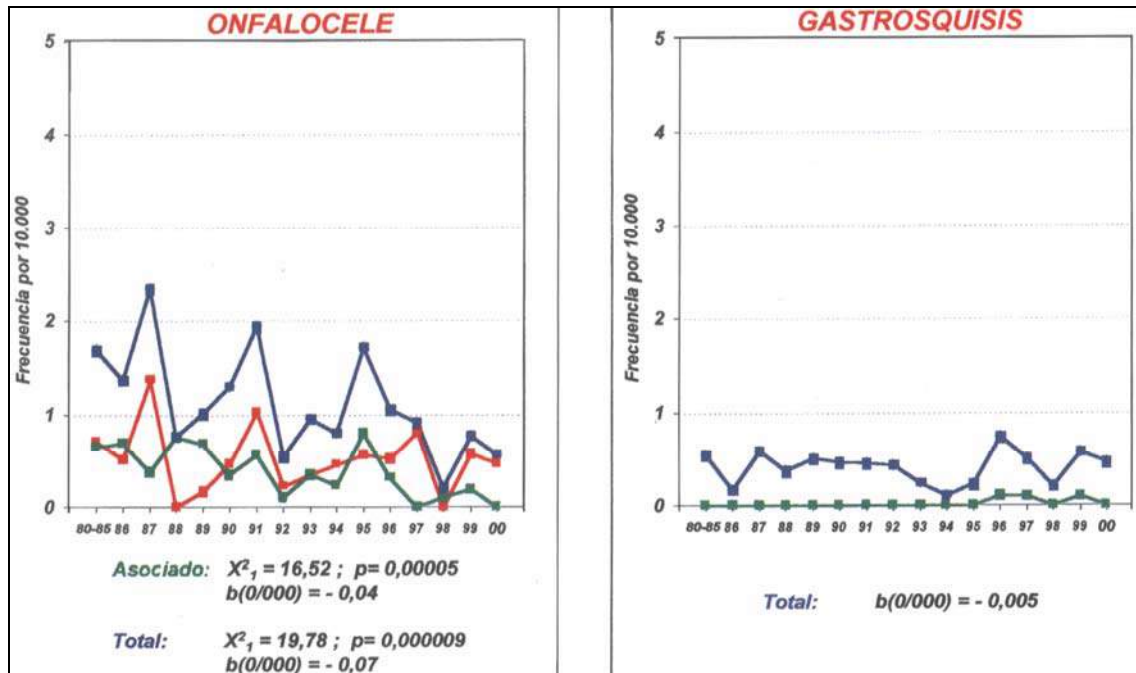 ONFALOCELE
5
4
3
2
1
0
Frecuencia por 10.000
80-85 86 87 88 89 90 91 92 93 94 95 96 97 98 99 00
Asociado: X²₁ = 16,52 ; p= 0,00005
b(0/000) = - 0,04
Total: X²₁ = 19,78 ; p= 0,000009
b(0/000) = - 0,07
GASTROSQUISIS
5
4
3
2
1
0
Frecuencia por 10.000
80-85 86 87 88 89 90 91 92 93 94 95 96 97 98 99 00
Total: b(0/000) = - 0,005